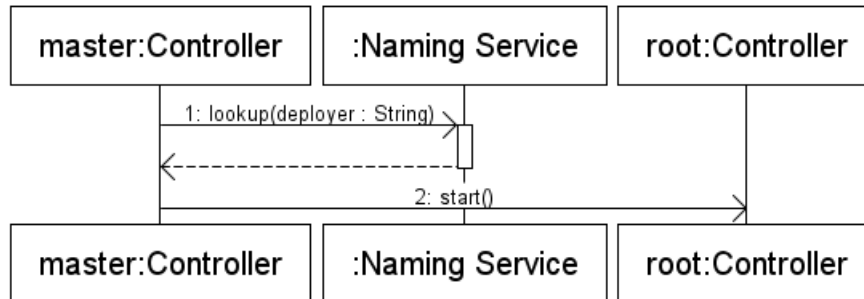 master:Controller
:Naming Service
root:Controller
1: lookup(deployer : String)
2: start()
master:Controller
:Naming Service
root:Controller